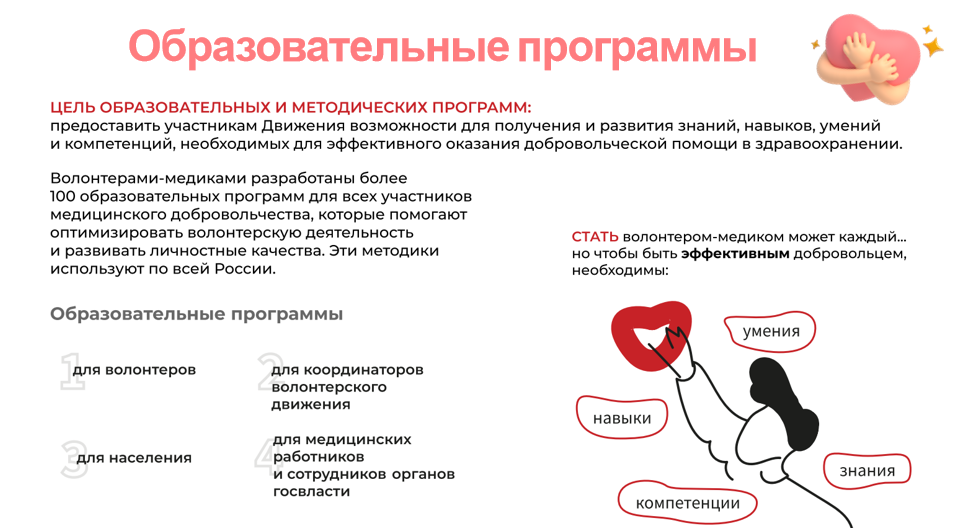 Образовательные программы
ЦЕЛЬ ОБРАЗОВАТЕЛЬНЫХ И МЕТОДИЧЕСКИХ ПРОГРАММ:
предоставить участникам Движения возможности для получения и развития знаний, навыков, умений
и компетенций, необходимых для эффективного оказания добровольческой помощи в здравоохранении.
Волонтерами-медиками разработаны более
100 образовательных программ для всех участников
медицинского добровольчества, которые помогают
оптимизировать волонтерскую деятельность
и развивать личностные качества. Эти методики
используют по всей России.
Образовательные программы
1 для волонтеров
2 для координаторов
волонтерского
движения
3 для населения
4 для медицинских
работников
и сотрудников органов
госвласти
СТАТЬ волонтером-медиком может каждый...
но чтобы быть эффективным добровольцем,
необходимы:
умения
навыки
знания
компетенции